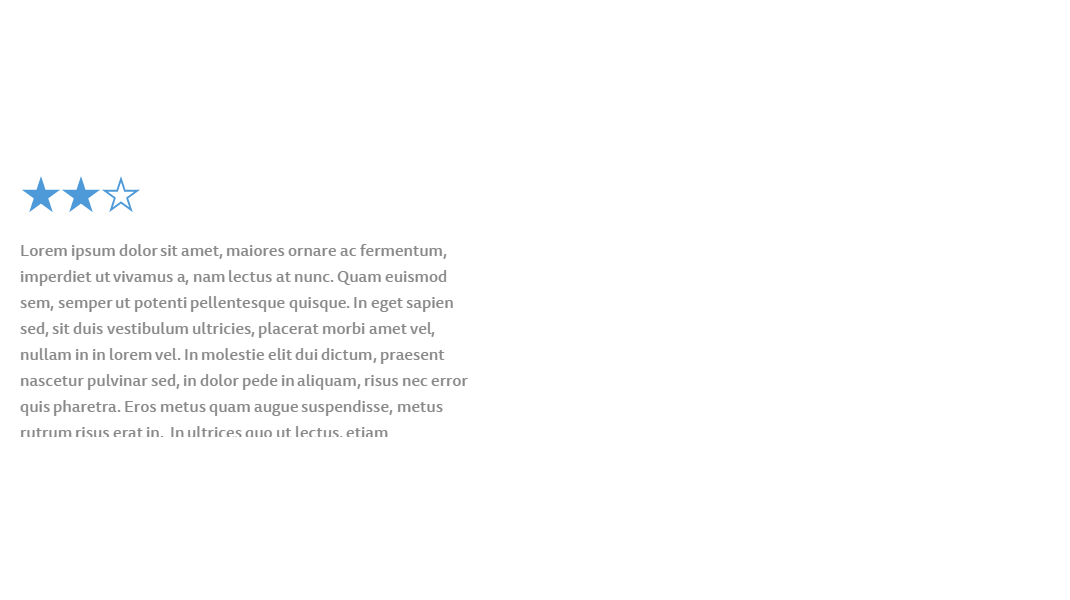 ★★☆
Lorem ipsum dolor sit amet, maiores ornare ac fermentum,
imperdiet ut vivamus a, nam lectus at nunc. Quam euismod
sem, semper ut potenti pellentesque quisque. In eget sapien
sed, sit duis vestibulum ultricies, placerat morbi amet vel,
nullam in in lorem vel. In molestie elit dui dictum, praesent
nascetur pulvinar sed, in dolor pede in aliquam, risus nec error
quis pharetra. Eros metus quam augue suspendisse, metus
rutrum risus erat in.  In ultrices quo ut lectus, etiam